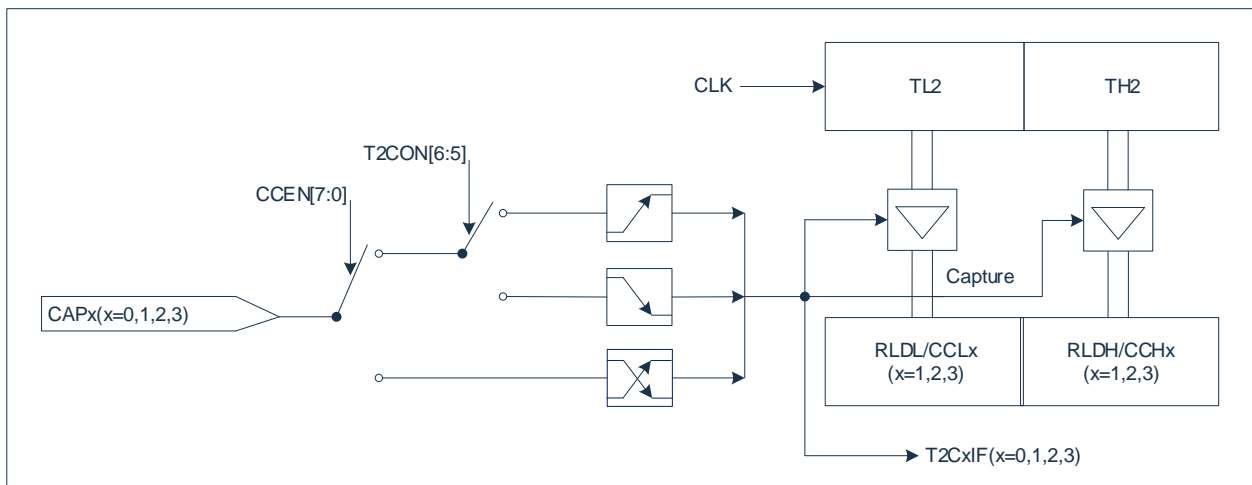 CLK
TL2
TH2
T2CON[6:5]
CCEN[7:0]
Capture
CAPx(x=0,1,2,3)
RLDL/CCLx
(x=1,2,3)
RLDH/CCHx
(x=1,2,3)
T2CxIF(x=0,1,2,3)